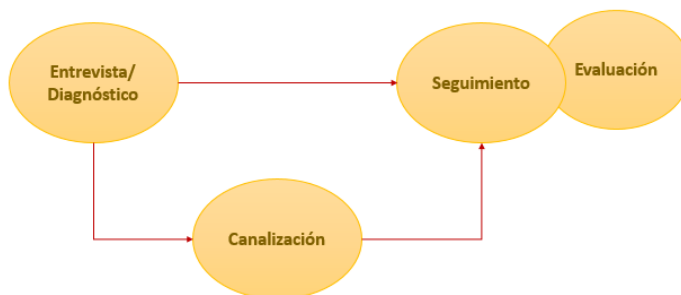 Entrevista/
Diagnóstico
Seguimiento
Evaluación
Canalización